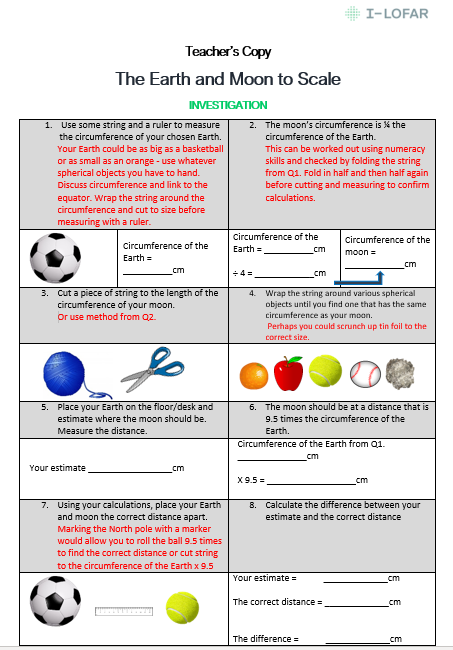 I-LOFAR
Teacher's Copy
The Earth and Moon to Scale
INVESTIGATION
1. Use some string and a ruler to measure
the circumference of your chosen Earth.
Your Earth could be as big as a basketball
or as small as an orange - use whatever
spherical objects you have to hand.
Discuss circumference and link to the
equator. Wrap the string around the
circumference and cut to size before
measuring with a ruler.
2. The moon's circumference is ¼ the
circumference of the Earth.
This can be worked out using numeracy
skills and checked by folding the string
from Q1. Fold in half and then half again
before cutting and measuring to confirm
calculations.
Circumference of the
Earth =
__________cm
Circumference of the
Earth = __________cm
÷ 4 = ____________cm
Circumference of the
moon =
____________cm
3. Cut a piece of string to the length of the
circumference of your moon.
Or use method from Q2.
4. Wrap the string around various spherical
objects until you find one that has the same
circumference as your moon.
Perhaps you could scrunch up tin foil to the
correct size.
5. Place your Earth on the floor/desk and
estimate where the moon should be.
Measure the distance.
6. The moon should be at a distance that is
9.5 times the circumference of the
Earth.
Your estimate _________________cm
Circumference of the Earth from Q1.
______________cm
X 9.5 = __________________cm
7. Using your calculations, place your Earth
and moon the correct distance apart.
Marking the North pole with a marker
would allow you to roll the ball 9.5 times
to find the correct distance or cut string
to the circumference of the Earth x 9.5
8. Calculate the difference between your
estimate and the correct distance
Your estimate = _____________cm
The correct distance = _____________cm
The difference = _____________cm